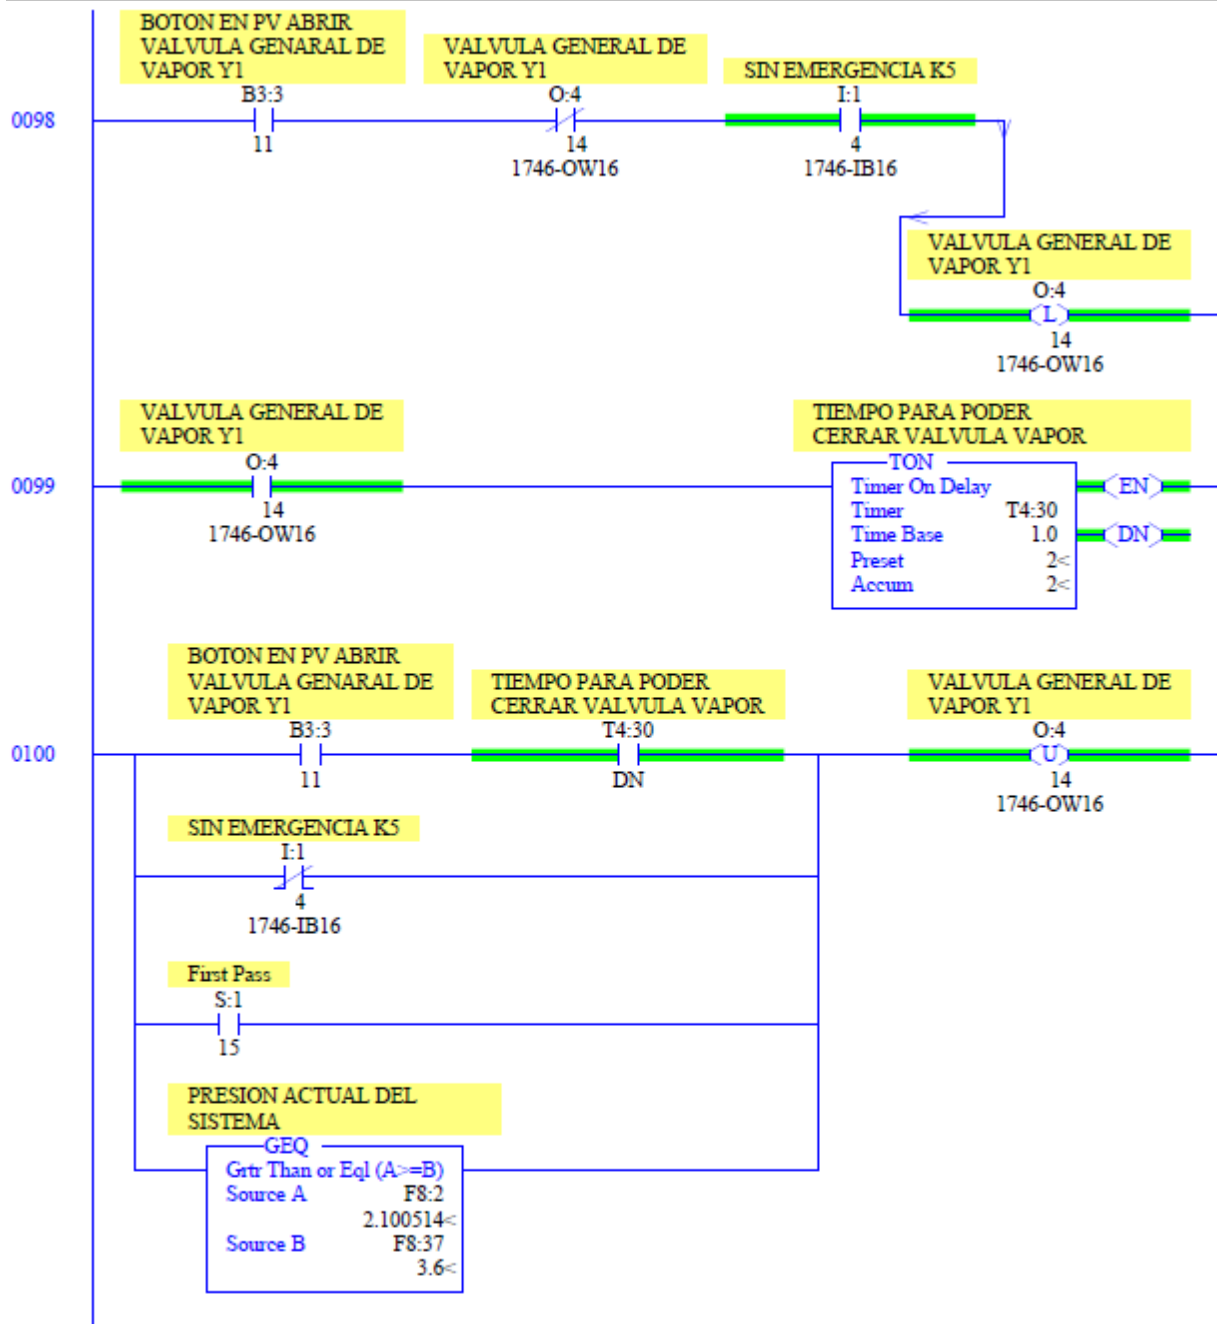 BOTON EN PV ABRIR
VALVULA GENARAL DE
VAPOR Y1
B3:3
11
VALVULA GENERAL DE
VAPOR Y1
O:4
14
1746-OW16
SIN EMERGENCIA K5
I:1
4
1746-IB16
0098
VALVULA GENERAL DE
VAPOR Y1
O:4
L
14
1746-OW16
VALVULA GENERAL DE
VAPOR Y1
O:4
14
1746-OW16
0099
TIEMPO PARA PODER
CERRAR VALVULA VAPOR
TON
Timer On Delay
Timer T4:30
Time Base 1.0
Preset 2<
Accum 2<
EN
DN
BOTON EN PV ABRIR
VALVULA GENARAL DE
VAPOR Y1
B3:3
11
TIEMPO PARA PODER
CERRAR VALVULA VAPOR
T4:30
DN
VALVULA GENERAL DE
VAPOR Y1
O:4
U
14
1746-OW16
0100
SIN EMERGENCIA K5
I:1
4
1746-IB16
First Pass
S:1
15
PRESION ACTUAL DEL
SISTEMA
GEQ
Grtr Than or Eql (A>=B)
Source A F8:2
2.100514<
Source B F8:37
3.6<